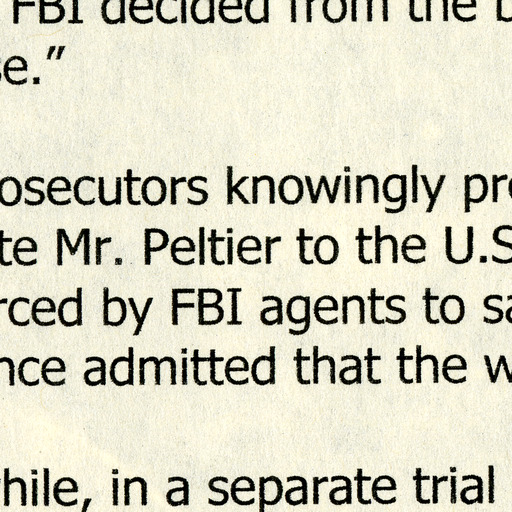 FBI decided from the b
se.”
osecutors knowingly pr
te Mr. Peltier to the U.S
rced by FBI agents to sa
nce admitted that the w
hile, in a separate trial